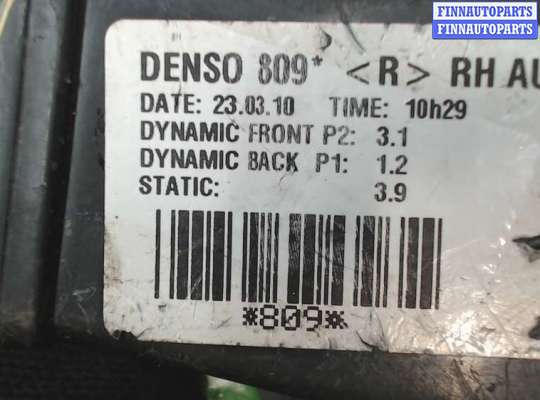 FINNAUTOPARTS
FINNAUTOPARTS
DENSO 809* <R> RH AU
DATE: 23.03.10 TIME: 10h29
DYNAMIC FRONT P2: 3.1
DYNAMIC BACK P1: 1.2
STATIC: 3.9
*809*